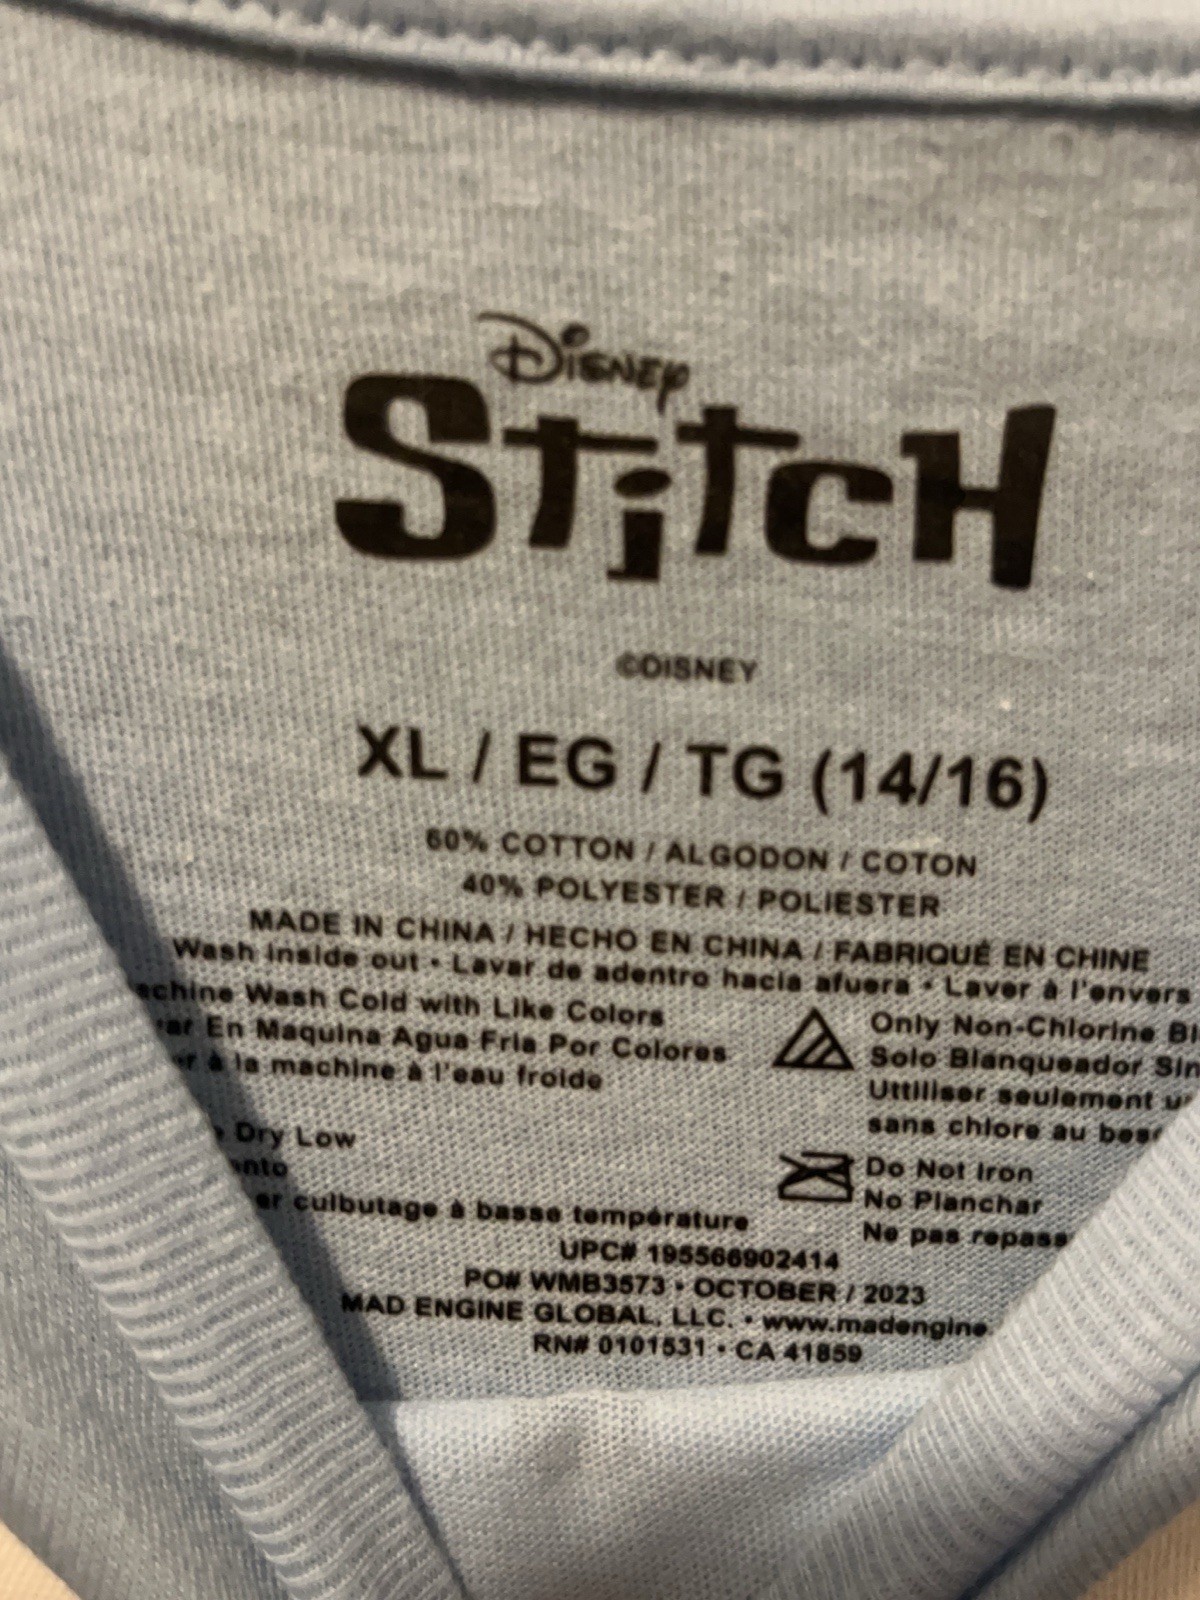 Disney
Stitch
©DISNEY
XL / EG / TG (14/16)
60% COTTON / ALGODON / COTON
40% POLYESTER / POLIESTER
MADE IN CHINA / HECHO EN CHINA / FABRIQUÉ EN CHINE
Wash inside out • Lavar de adentro hacia afuera • Laver à l'envers
Wash Cold with Like Colors
En Maquina Agua Fria Por Colores
à la machine à l'eau froide
Dry Low
culbutage à basse température
Only Non-Chlorine
Solo Blanqueador
Uttiliser seulement
sans chlore au
Do Not Iron
No Planchar
Ne pas
UPC# 195566902414
PO# WMB3573 • OCTOBER / 2023
MAD ENGINE GLOBAL, LLC. • www.madengine.
RN# 0101531 • CA 41859